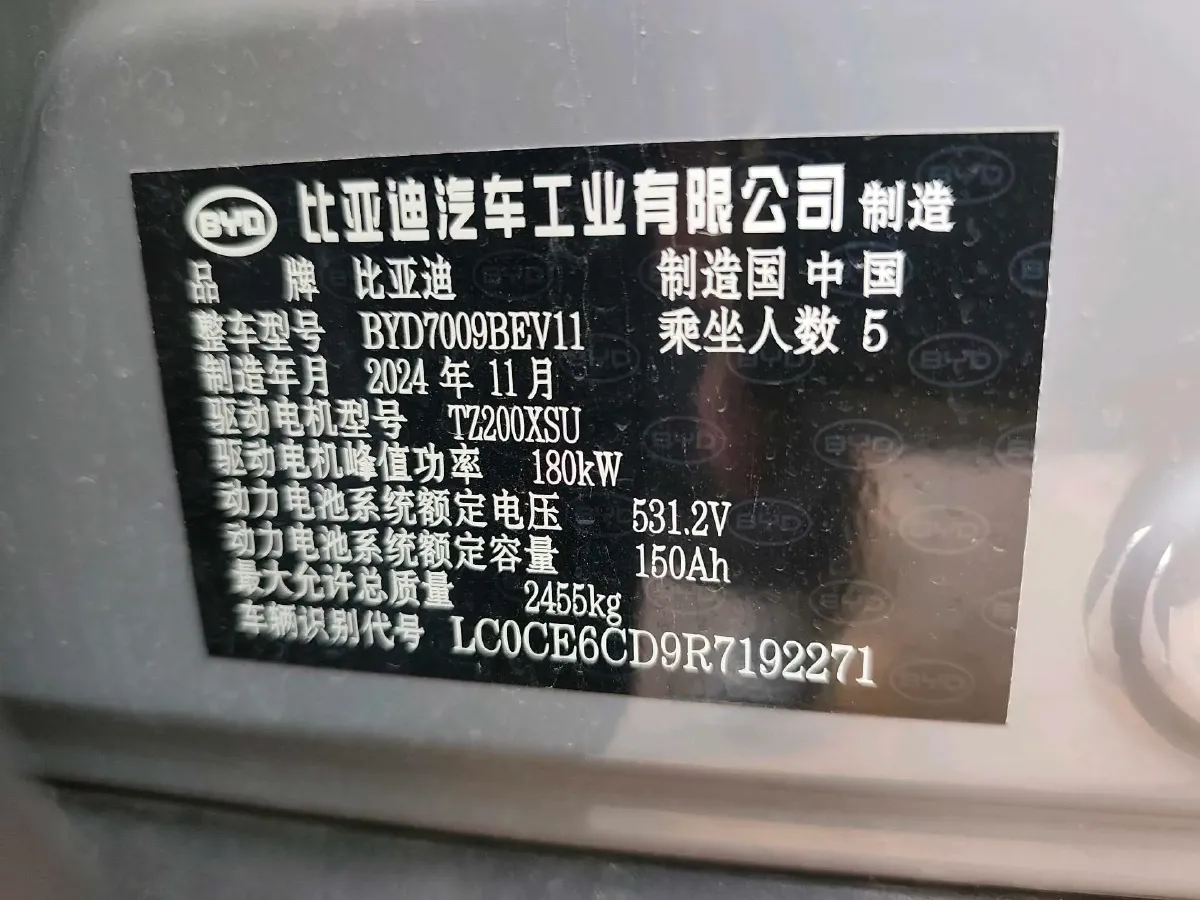 BYD 比亚迪汽车工业有限公司 制造
品 牌 比亚迪 制造国 中国
整车型号 BYD7009BEV11 乘坐人数 5
制造年月 2024 年 11 月
驱动电机型号 TZ200XSU
驱动电机峰值功率 180kW
动力电池系统额定电压 531.2V
动力电池系统额定容量 150Ah
最大允许总质量 2455kg
车辆识别代号 LC0CE6CD9R7192271